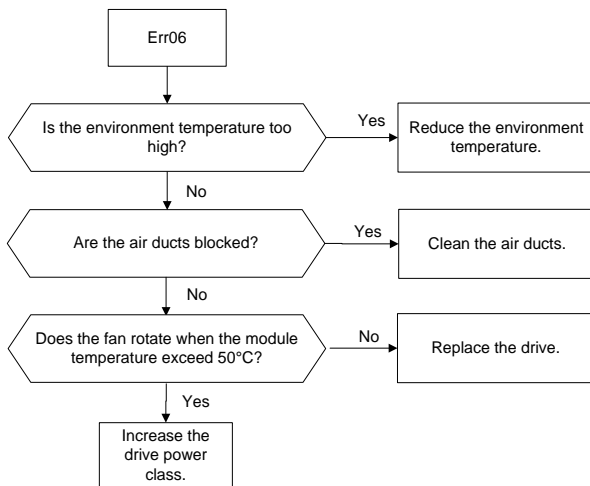 Err06
Is the environment temperature too
high?
Yes
Reduce the environment
temperature.
No
Are the air ducts blocked?
Yes
Clean the air ducts.
No
Does the fan rotate when the module
temperature exceed 50°C?
No
Replace the drive.
Yes
Increase the
drive power
class.